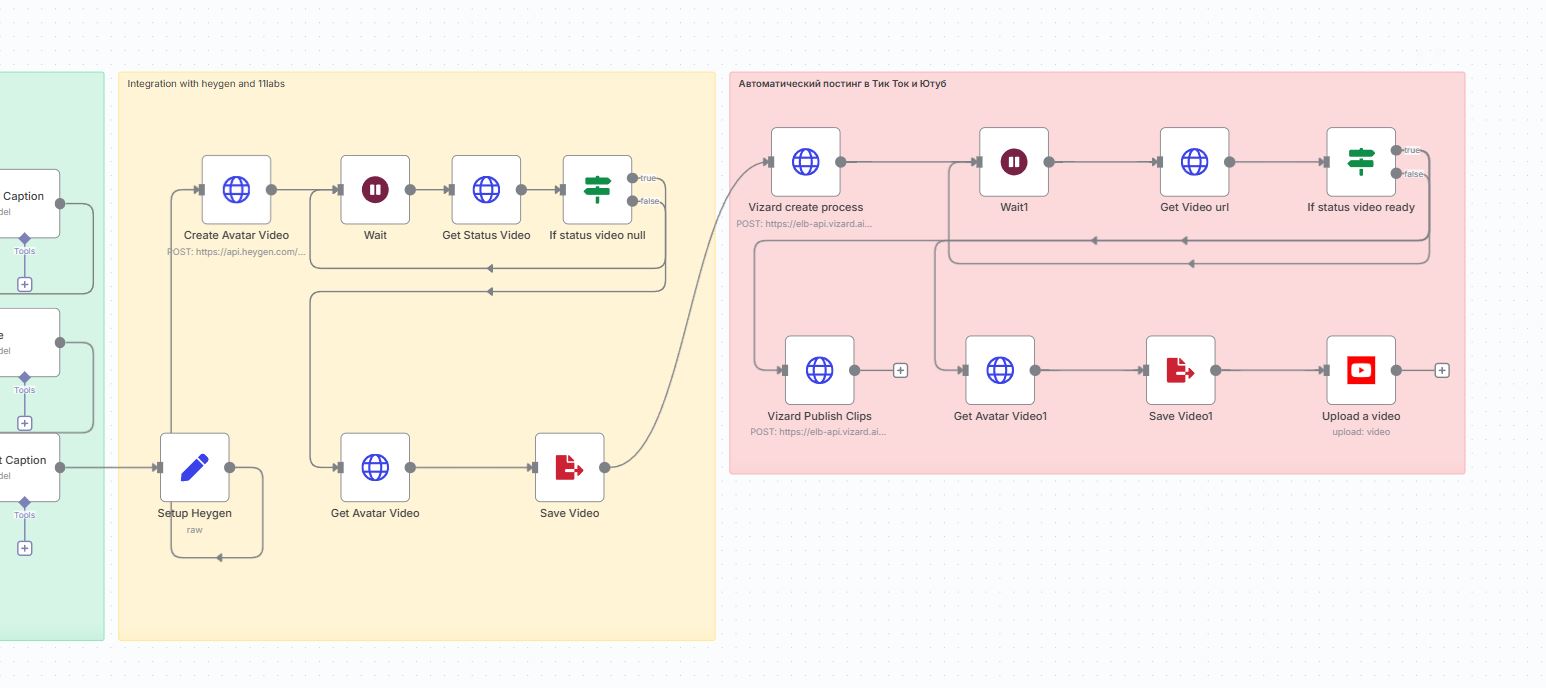 Caption
del
Tools
e
del
Tools
t Caption
del
Tools
Integration with heygen and 11labs
Create Avatar Video
POST: https://api.heygen.com/...
Wait
Get Status Video
true
false
If status video null
Setup Heygen
raw
Get Avatar Video
Save Video
Автоматический постинг в Тик Ток и Ютуб
Vizard create process
POST: https://elb-api.vizard.ai...
Wait1
Get Video url
true
false
If status video ready
Vizard Publish Clips
POST: https://elb-api.vizard.ai...
Get Avatar Video1
Save Video1
Upload a video
upload: video